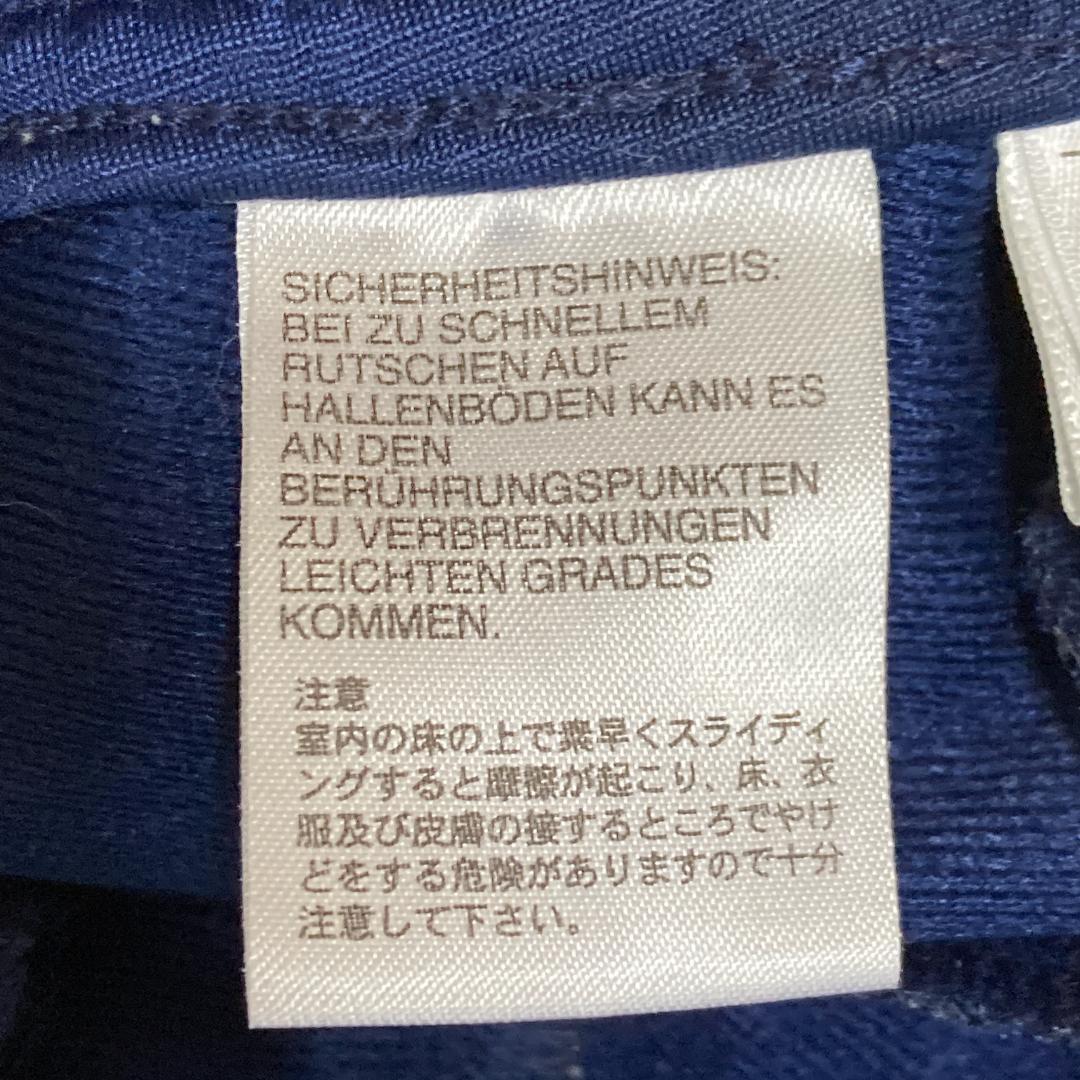 SICHERHEITSHINWEIS:
BEI ZU SCHNELLEM
RUTSCHEN AUF
HALLENBÖDEN KANN ES
AN DEN
BERÜHRUNGSPUNKTEN
ZU VERBRENNUNGEN
LEICHTEN GRADES
KOMMEN.
注意
室内の床の上で素早くスライディ
ングすると摩擦が起こり、床、衣
服及び皮膚の接するところでやけ
どをする危険がありますので十分
注意して下さい。